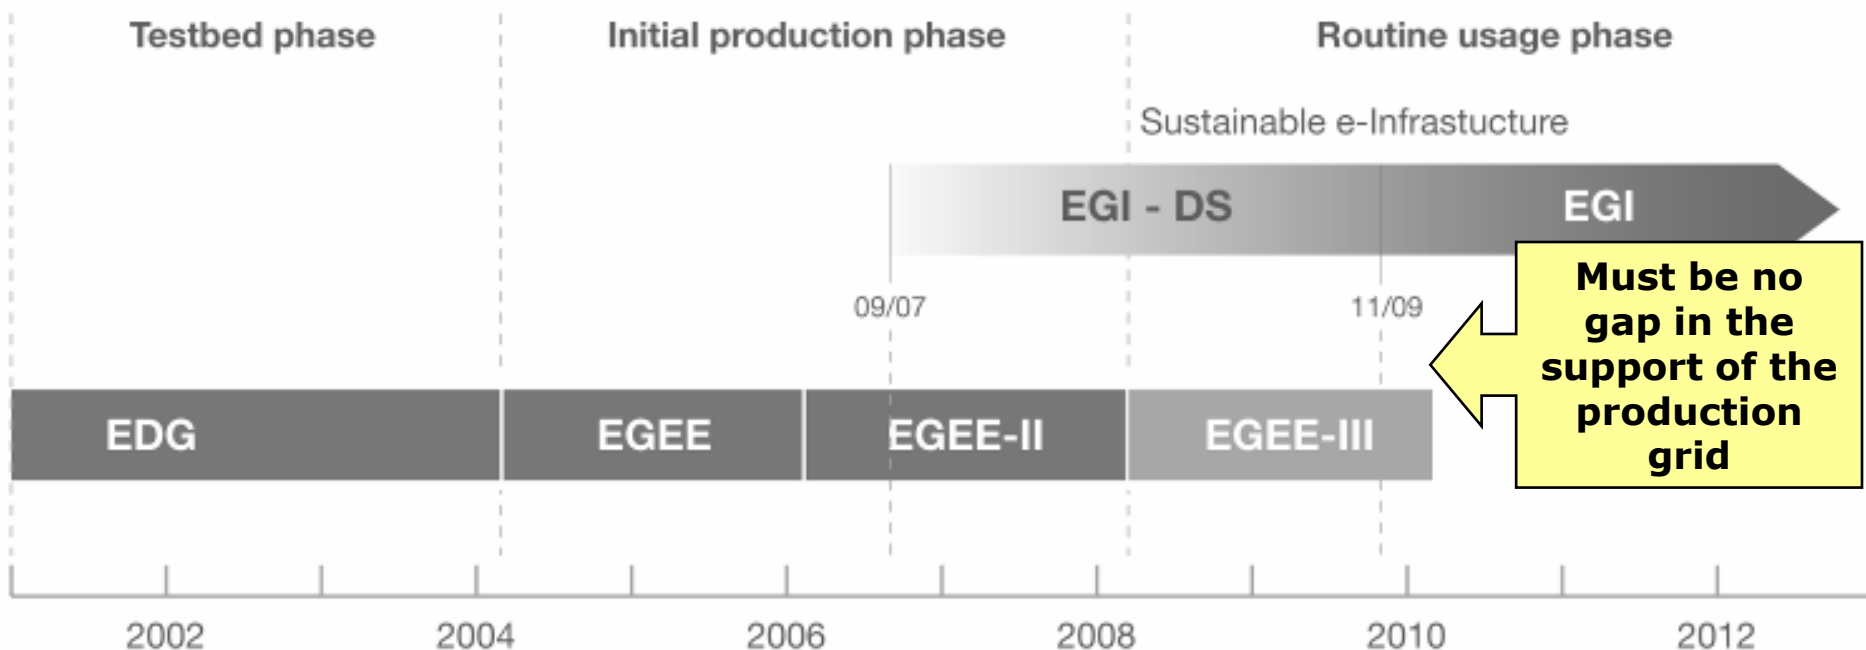 Testbed phase
Initial production phase
Routine usage phase
Sustainable e-Infrastucture
EGI - DS
EGI
09/07
11/09
Must be no
gap in the
support of the
production
grid
EDG
EGEE
EGEE-II
EGEE-III
2002
2004
2006
2008
2010
2012